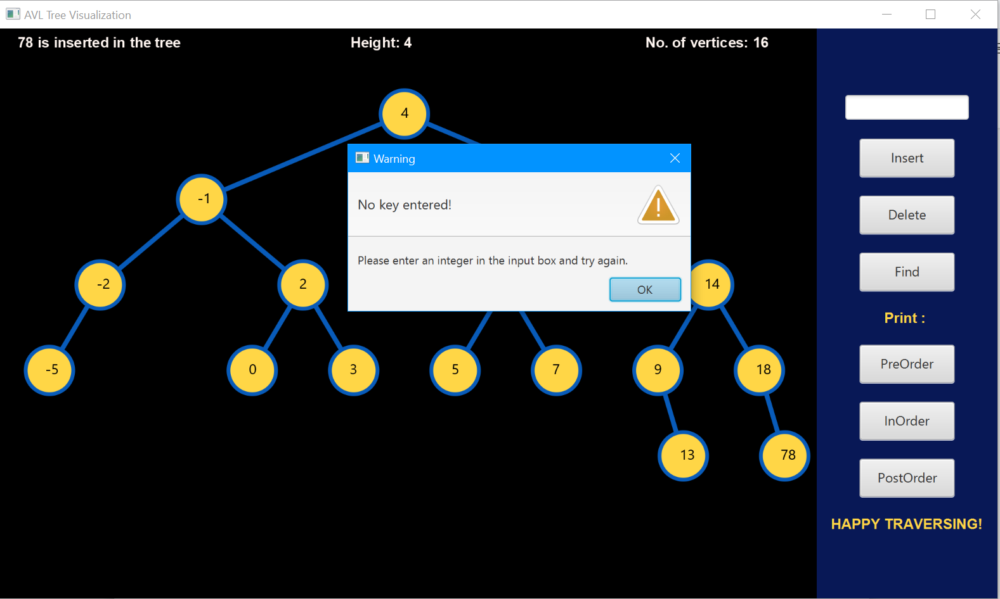 AVL Tree Visualization
78 is inserted in the tree
Height: 4
No. of vertices: 16
4
-1
Warning
No key entered!
Please enter an integer in the input box and try again.
OK
-2
2
14
-5
0
3
5
7
9
18
13
78
Insert
Delete
Find
Print :
PreOrder
InOrder
PostOrder
HAPPY TRAVERSING!